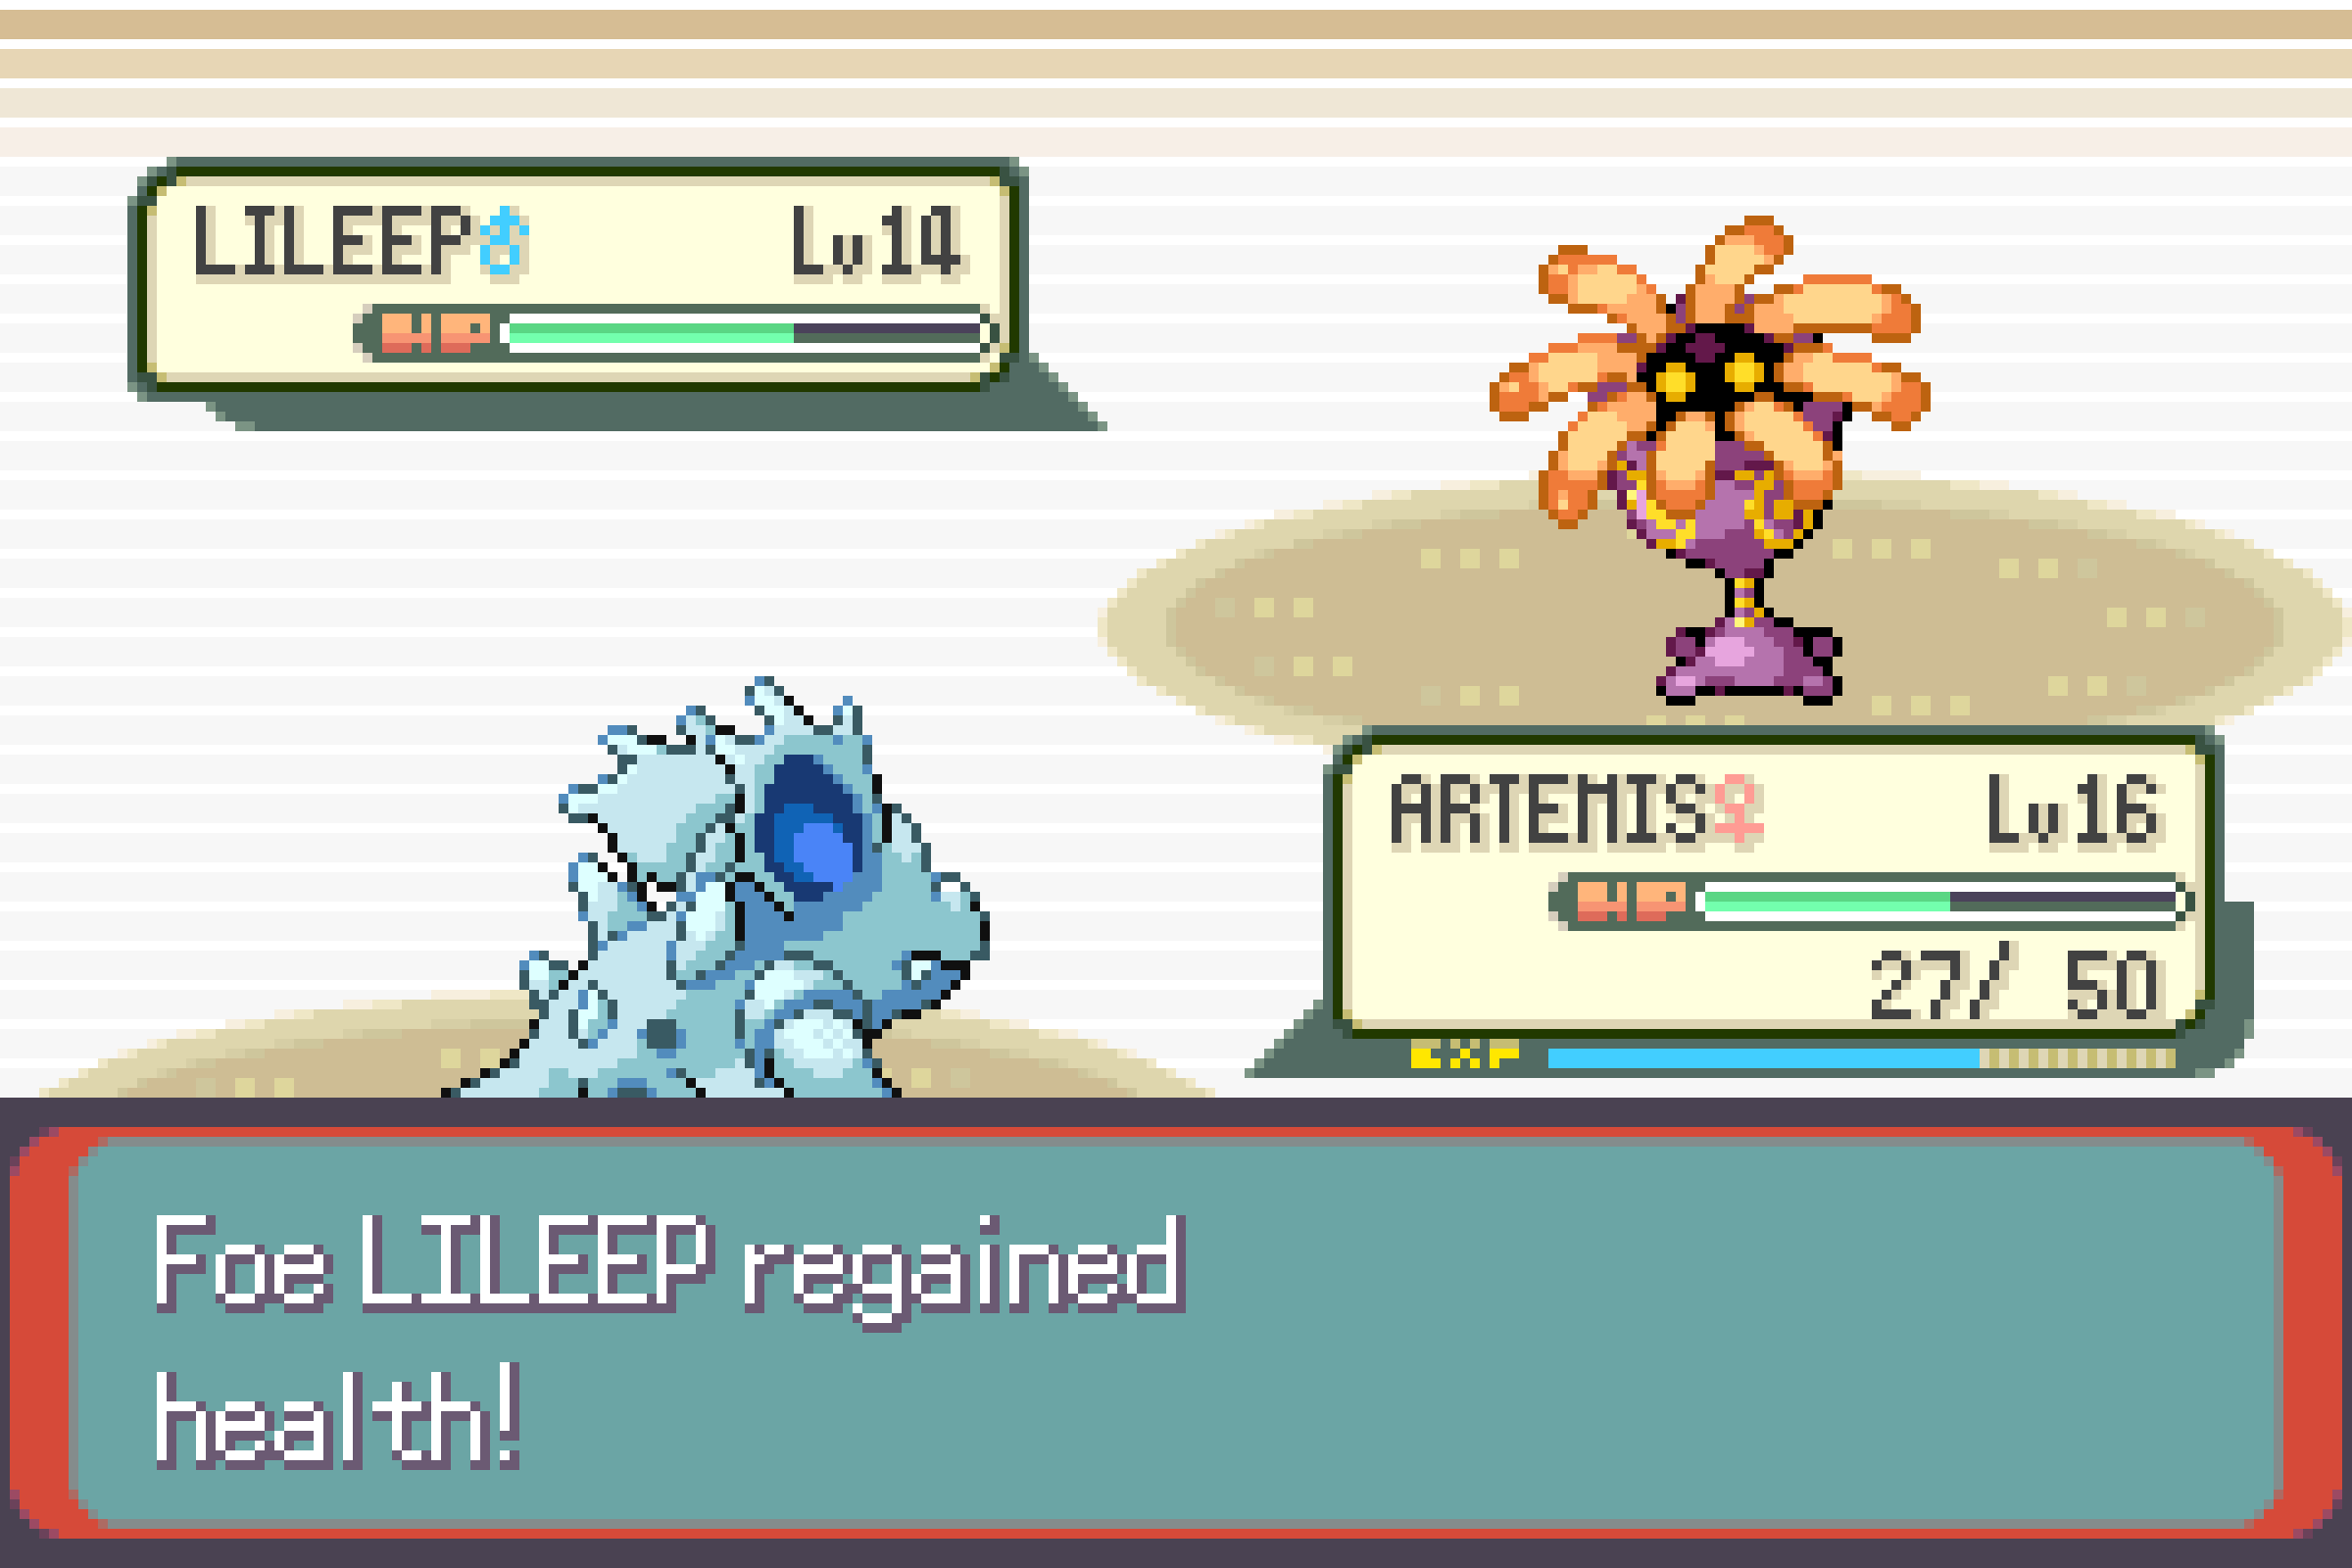 LILEEP♂ Lv14
HP
ARTEMIS♀ Lv16
HP
27/ 50
EXP
Foe LILEEP regained
health!